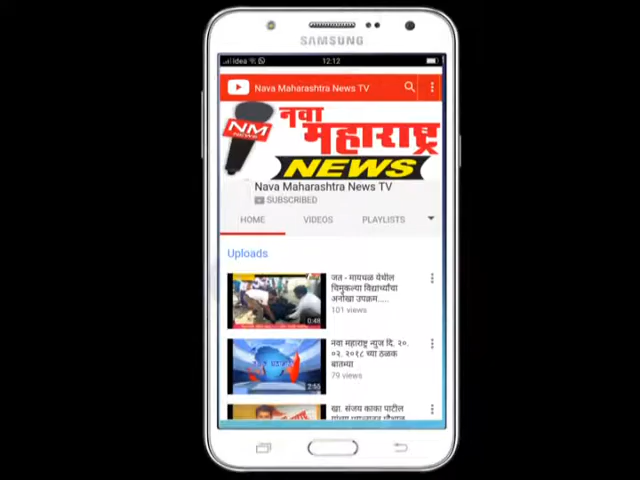 SAMSUNG
Idea
12:12
Nava Maharashtra News TV
NM
NEWS
नवा
महाराष्ट्र
NEWS
Nava Maharashtra News TV
SUBSCRIBED
HOME VIDEOS PLAYLISTS
Uploads
जत - मायथळ येथील
चिमुकल्या विद्यार्थ्यांचा
अनोखा उपक्रम.....
101 views
0:48
नवा महाराष्ट्र न्युज दि. २०.
०२. २०१८ च्या ठळक
बातम्या
79 views
2:55
खा. संजय काका पाटील